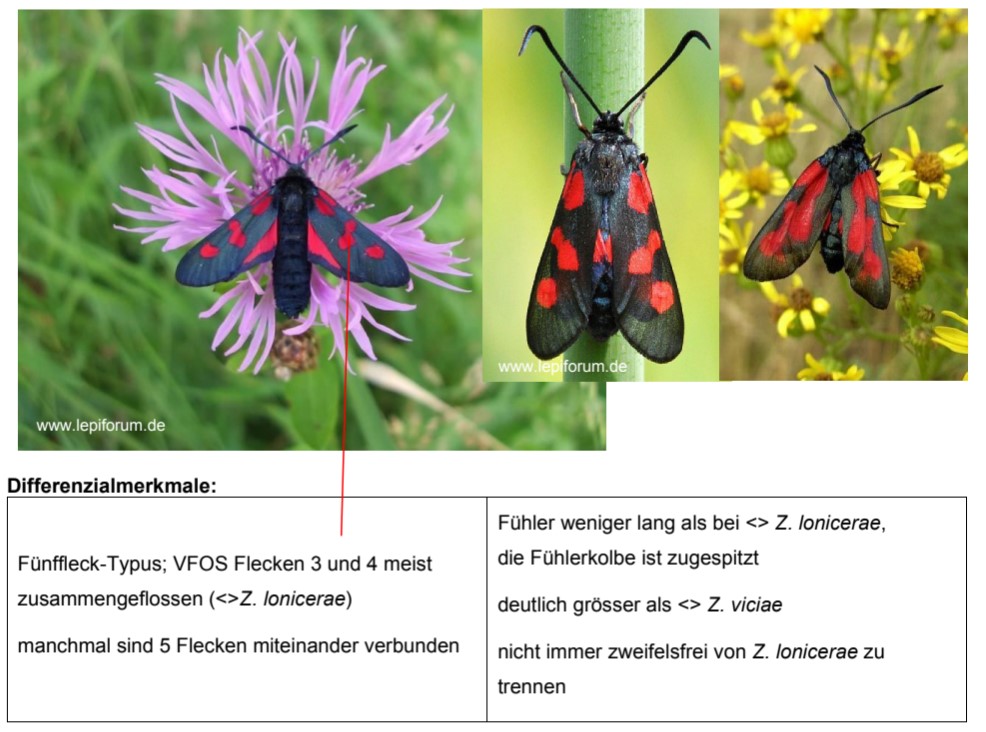 www.lepiforum.de
www.lepiforum.de
Differenzialmerkmale:
Fünffleck-Typus; VFOS Flecken 3 und 4 meist
zusammengeflossen (<>Z. lonicerae)
manchmal sind 5 Flecken miteinander verbunden
Fühler weniger lang als bei <> Z. lonicerae,
die Fühlerkolbe ist zugespitzt
deutlich grösser als <> Z. viciae
nicht immer zweifelsfrei von Z. lonicerae zu
trennen